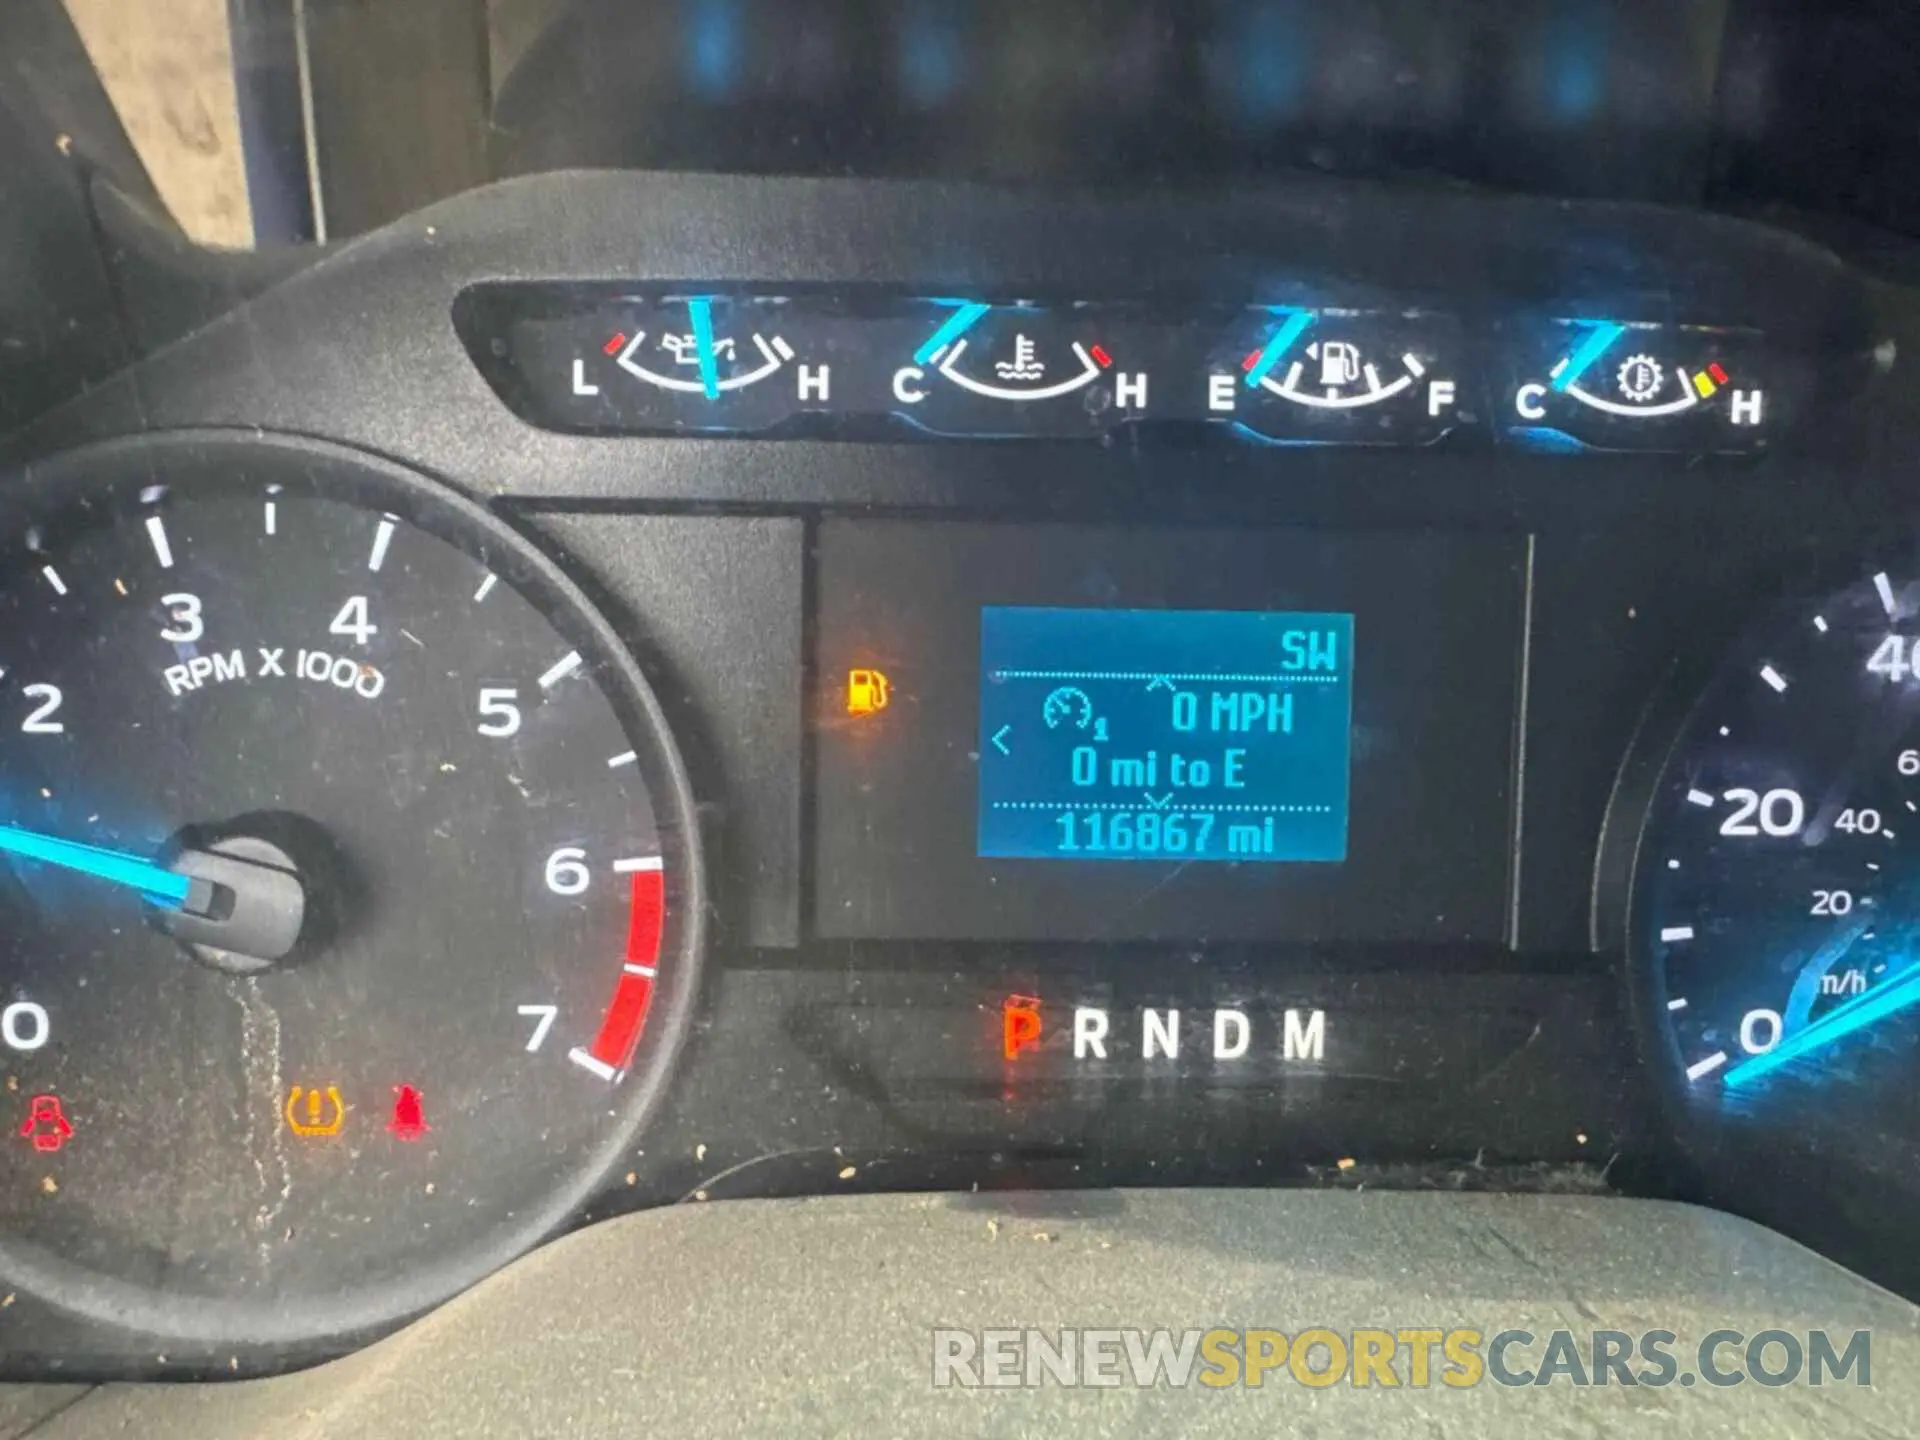 L H C H E F C H
3 4
RPM X 1000
2 5
6
0 7
SW
0 MPH
1
< 0 mi to E
116867 mi
P R N D M
20 40
20
m/h
0
RENEWSPORTSCARS.COM